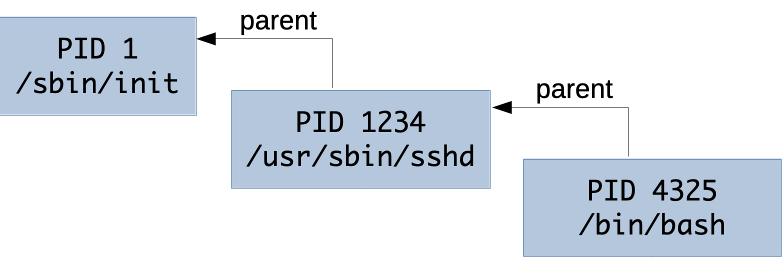 PID 1
/sbin/init
parent
PID 1234
/usr/sbin/sshd
parent
PID 4325
/bin/bash